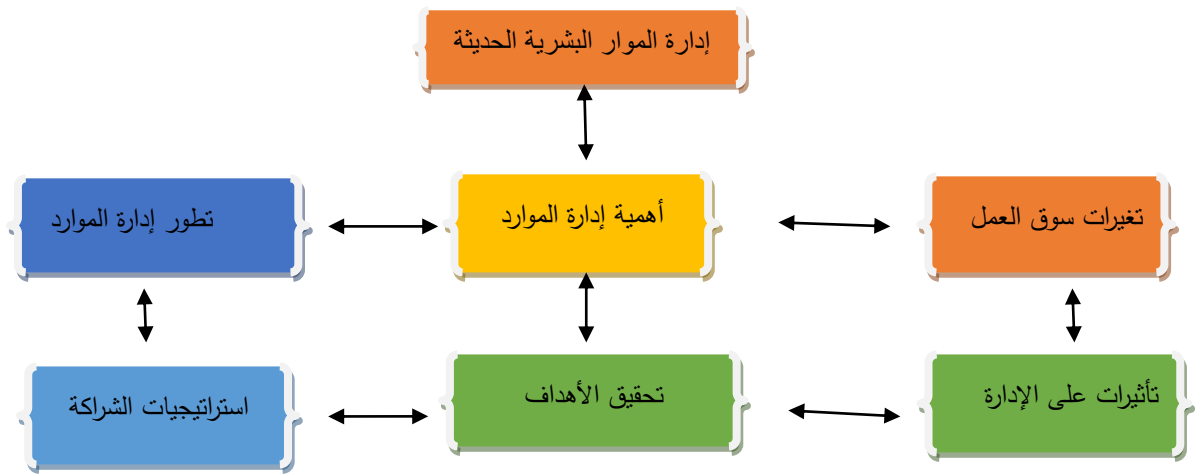 إدارة الموار البشرية الحديثة
تغيرات سوق العمل
أهمية إدارة الموارد
تطور إدارة الموارد
تأثيرات على الإدارة
تحقيق الأهداف
استراتيجيات الشراكة